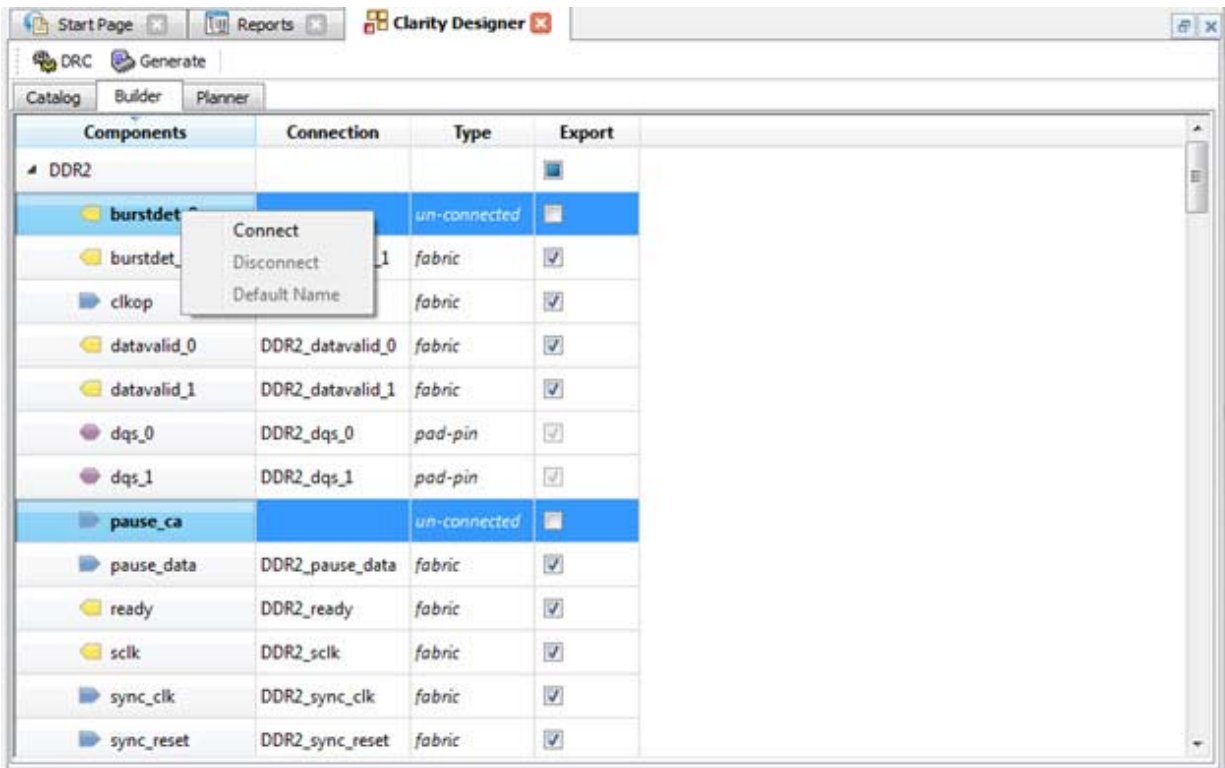 Start Page Reports Clarity Designer
DRC Generate
Catalog Builder Planner
Components Connection Type Export
DDR2
burstdet un-connected
Connect
burstdet_ _1 fabric
Disconnect
clkop fabric
Default Name
datavalid_0 DDR2_datavalid_0 fabric
datavalid_1 DDR2_datavalid_1 fabric
dqs_0 DDR2_dqs_0 pad-pin
dqs_1 DDR2_dqs_1 pad-pin
pause_ca un-connected
pause_data DDR2_pause_data fabric
ready DDR2_ready fabric
sclk DDR2_sclk fabric
sync_clk DDR2_sync_clk fabric
sync_reset DDR2_sync_reset fabric